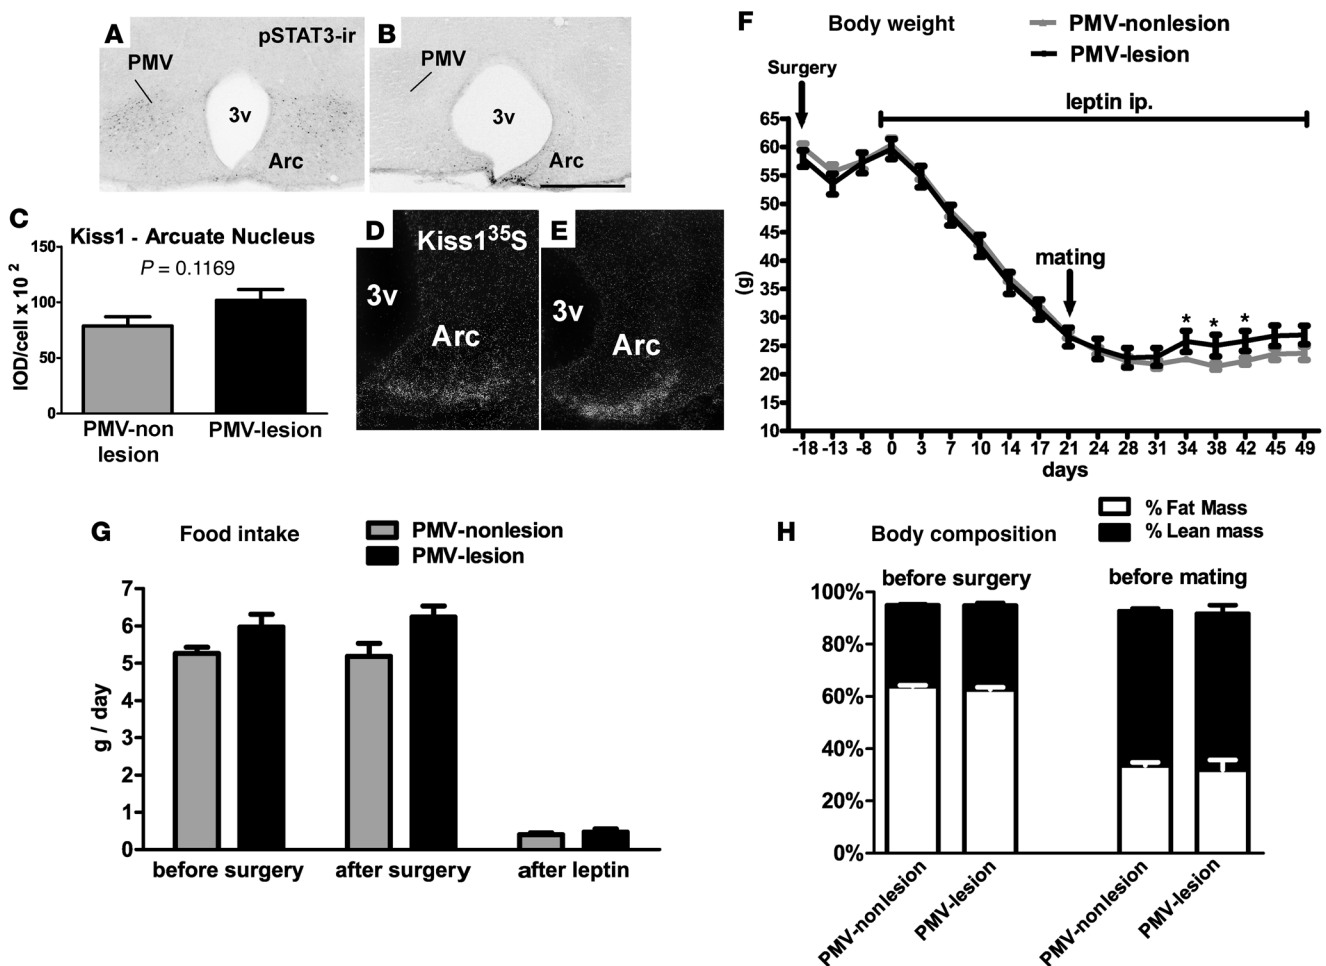 A
pSTAT3-ir
PMV
3v
Arc
B
PMV
3v
Arc
C
Kiss1 - Arcuate Nucleus
P = 0.1169
IOD/cell x 10²
150
100
50
0
PMV-non
lesion
PMV-lesion
D
Kiss1³⁵S
3v
Arc
E
3v
Arc
F
Body weight
PMV-nonlesion
PMV-lesion
Surgery
leptin ip.
mating
* * *
(g)
65
60
55
50
45
40
35
30
25
20
15
10
-18 -13 -8 0 3 7 10 14 17 21 24 28 31 34 38 42 45 49
days
G
Food intake
PMV-nonlesion
PMV-lesion
g / day
7
6
5
4
3
2
1
0
before surgery after surgery after leptin
H
Body composition
% Fat Mass
% Lean mass
before surgery before mating
100%
80%
60%
40%
20%
0%
PMV-nonlesion
PMV-lesion
PMV-nonlesion
PMV-lesion